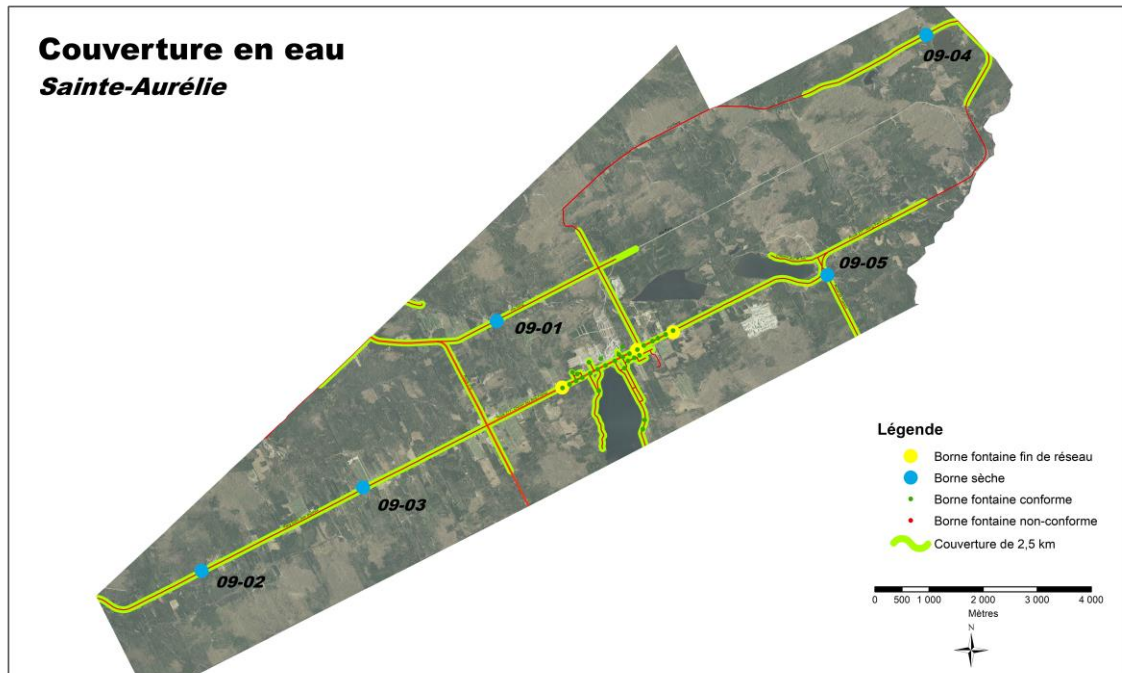 Couverture en eau
Sainte-Aurélie
09-04
09-05
09-01
09-03
09-02
Légende
Borne fontaine fin de réseau
Borne sèche
Borne fontaine conforme
Borne fontaine non-conforme
Couverture de 2,5 km
0 500 1 000 2 000 3 000 4 000
Mètres
N